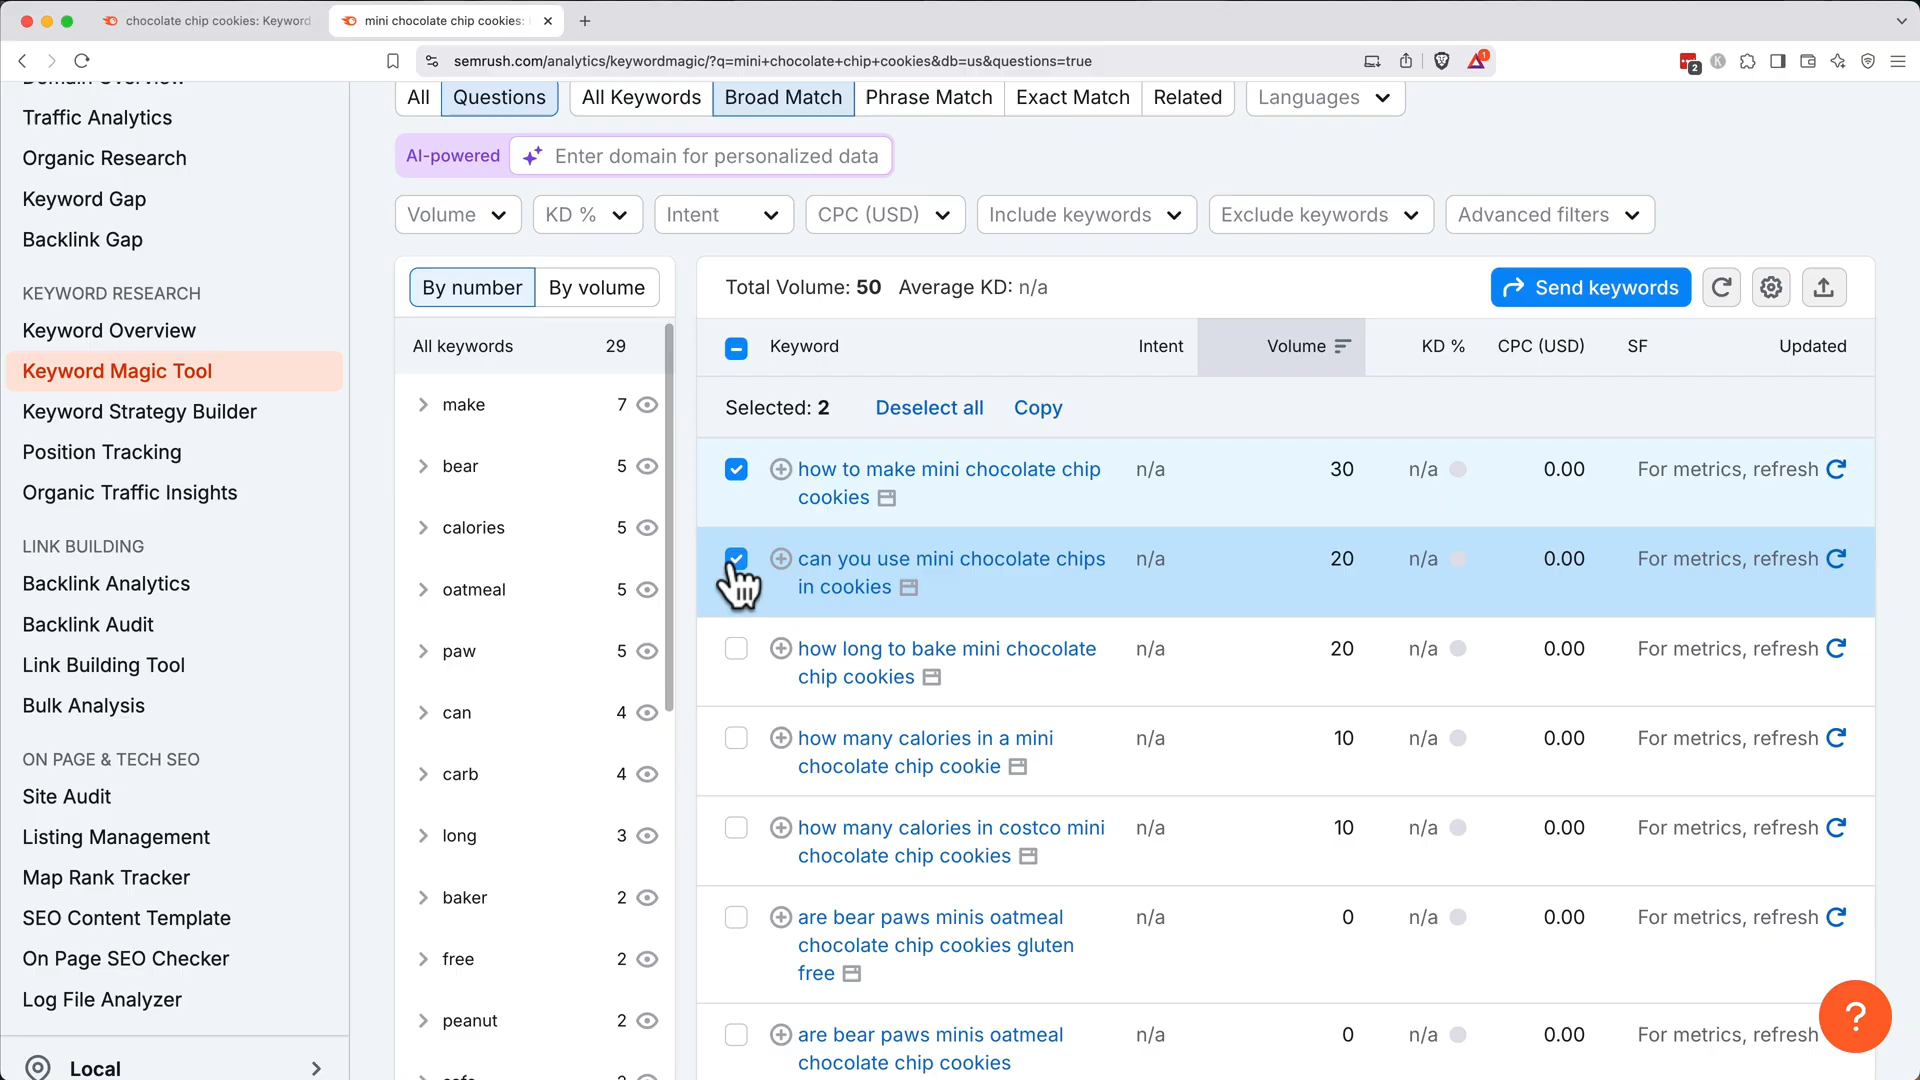 chocolate chip cookies: Keyword
mini chocolate chip cookies:
semrush.com/analytics/keywordmagic/?q=mini+chocolate+chip+cookies&db=us&questions=true
1
2
K
Domain Overview
Traffic Analytics
Organic Research
Keyword Gap
Backlink Gap
KEYWORD RESEARCH
Keyword Overview
Keyword Magic Tool
Keyword Strategy Builder
Position Tracking
Organic Traffic Insights
LINK BUILDING
Backlink Analytics
Backlink Audit
Link Building Tool
Bulk Analysis
ON PAGE & TECH SEO
Site Audit
Listing Management
Map Rank Tracker
SEO Content Template
On Page SEO Checker
Log File Analyzer
Local
All Questions All Keywords Broad Match Phrase Match Exact Match Related Languages
AI-powered Enter domain for personalized data
Volume KD % Intent CPC (USD) Include keywords Exclude keywords Advanced filters
By number By volume
All keywords 29
make 7
bear 5
calories 5
oatmeal 5
paw 5
can 4
carb 4
long 3
baker 2
free 2
peanut 2
Total Volume: 50 Average KD: n/a Send keywords
Keyword Intent Volume KD % CPC (USD) SF Updated
Selected: 2 Deselect all Copy
how to make mini chocolate chip n/a 30 n/a 0.00 For metrics, refresh
cookies
can you use mini chocolate chips n/a 20 n/a 0.00 For metrics, refresh
in cookies
how long to bake mini chocolate n/a 20 n/a 0.00 For metrics, refresh
chip cookies
how many calories in a mini n/a 10 n/a 0.00 For metrics, refresh
chocolate chip cookie
how many calories in costco mini n/a 10 n/a 0.00 For metrics, refresh
chocolate chip cookies
are bear paws minis oatmeal n/a 0 n/a 0.00 For metrics, refresh
chocolate chip cookies gluten
free
are bear paws minis oatmeal n/a 0 n/a 0.00 For metrics, refresh
chocolate chip cookies
?